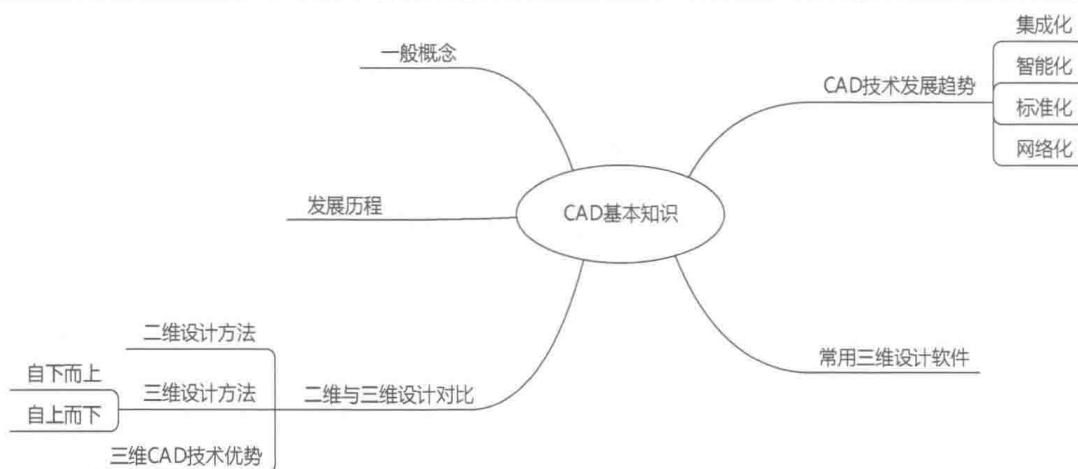 集成化
一般概念
智能化
CAD技术发展趋势
标准化
网络化
发展历程
CAD基本知识
二维设计方法
常用三维设计软件
自下而上
三维设计方法
二维与三维设计对比
自上而下
三维CAD技术优势